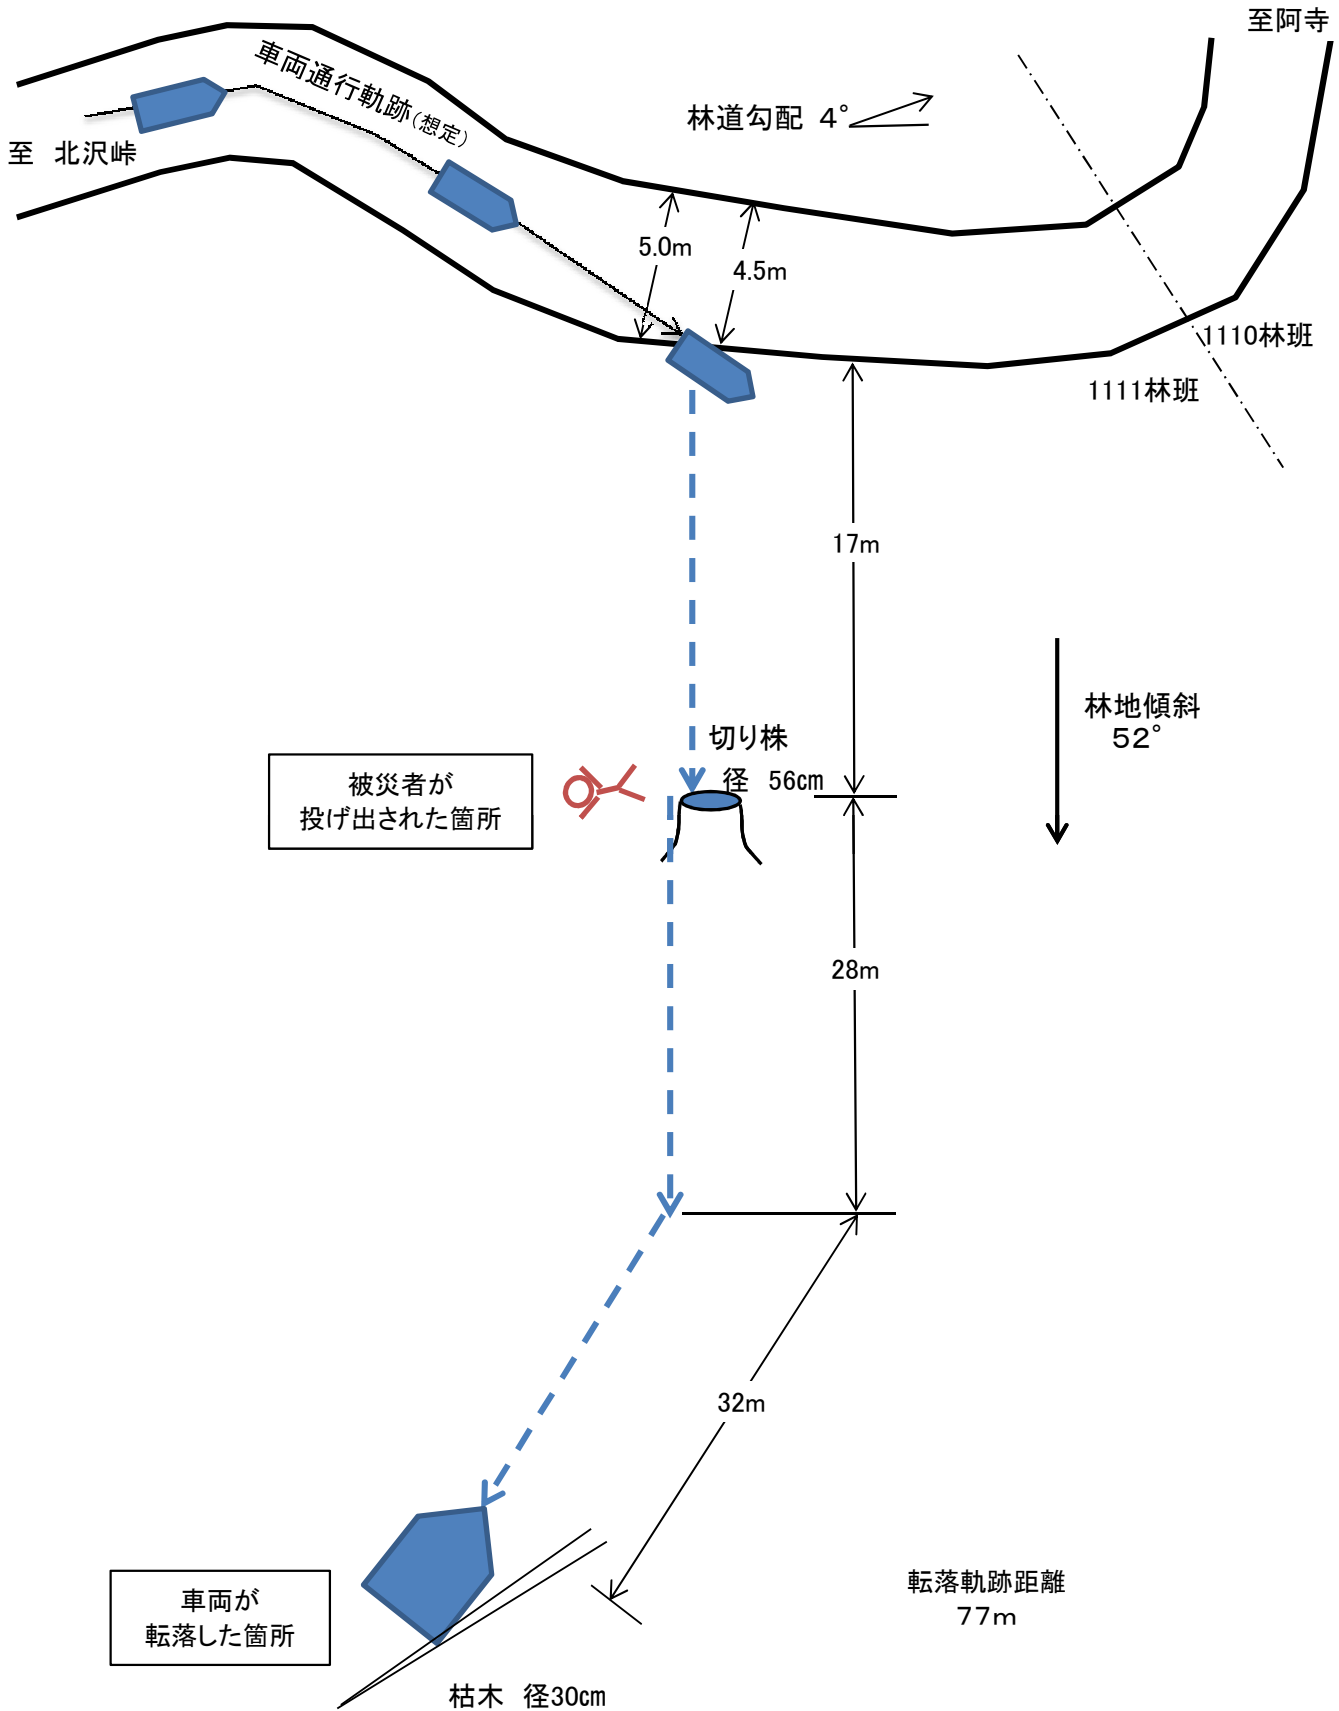 至阿寺
車両通行軌跡(想定)
林道勾配 4°
至 北沢峠
5.0m
4.5m
1110林班
1111林班
17m
林地傾斜
52°
切り株
径 56㎝
被災者が
投げ出された箇所
28m
32m
転落軌跡距離
77m
車両が
転落した箇所
枯木 径30㎝